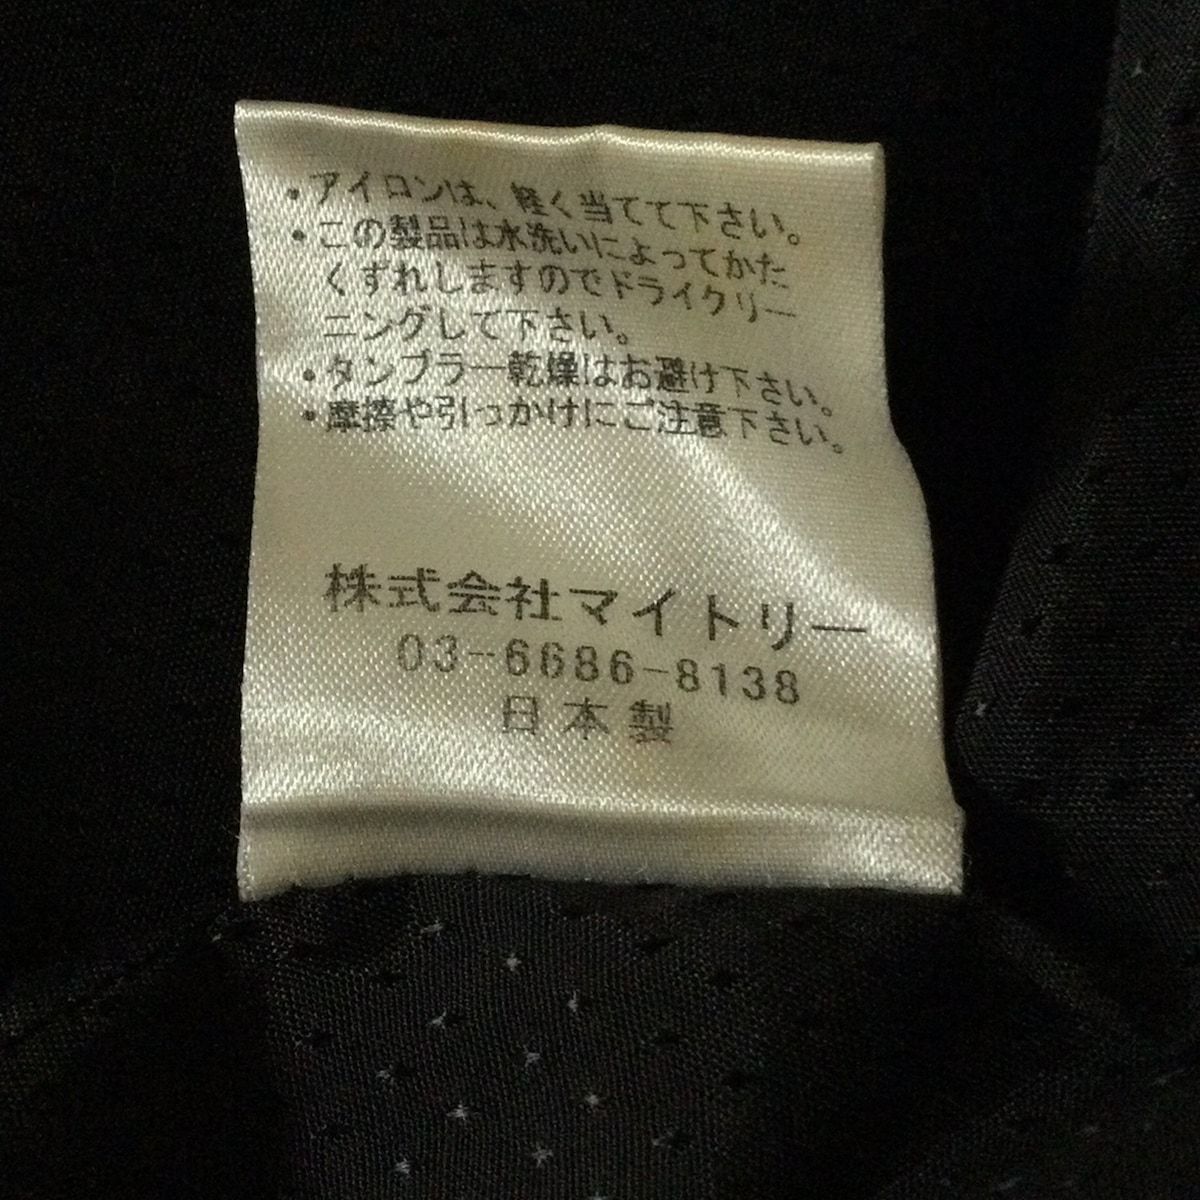 ・アイロンは、軽く当てて下さい。
・この製品は水洗いによってかた
くずれしますのでドライクリー
ニングして下さい。
・タンブラー乾燥はお避け下さい。
・摩擦や引っかけにご注意下さい。
株式会社マイトリー
03-6686-8138
日本製